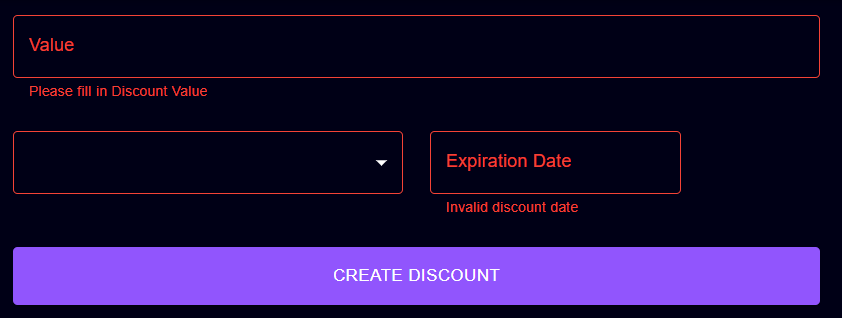 Value
Please fill in Discount Value
Expiration Date
Invalid discount date
CREATE DISCOUNT